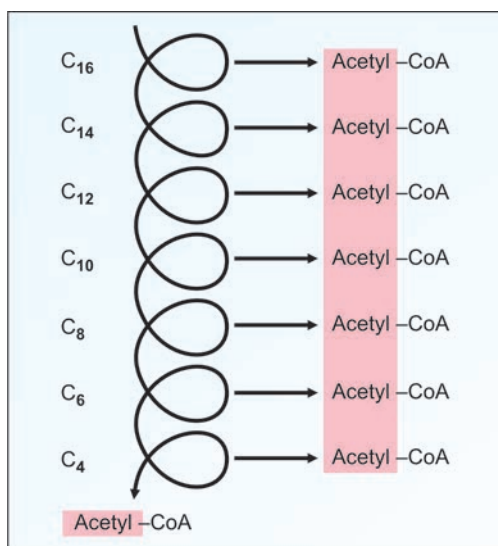 C16 Acetyl –CoA
C14 Acetyl –CoA
C12 Acetyl –CoA
C10 Acetyl –CoA
C8 Acetyl –CoA
C6 Acetyl –CoA
C4 Acetyl –CoA
Acetyl –CoA